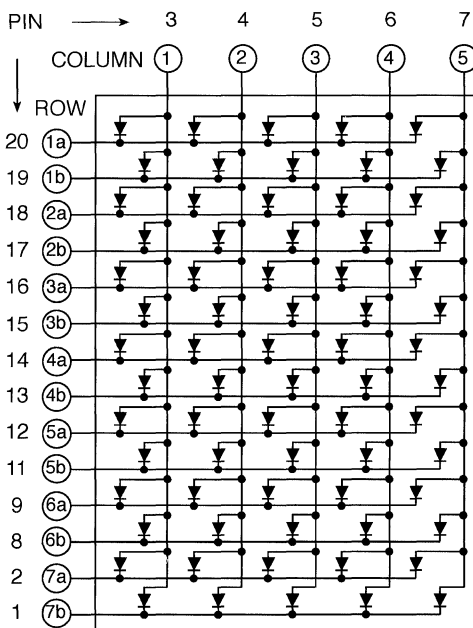 PIN → 3 4 5 6 7
COLUMN 1 2 3 4 5
ROW
20 1a
19 1b
18 2a
17 2b
16 3a
15 3b
14 4a
13 4b
12 5a
11 5b
9 6a
8 6b
2 7a
1 7b